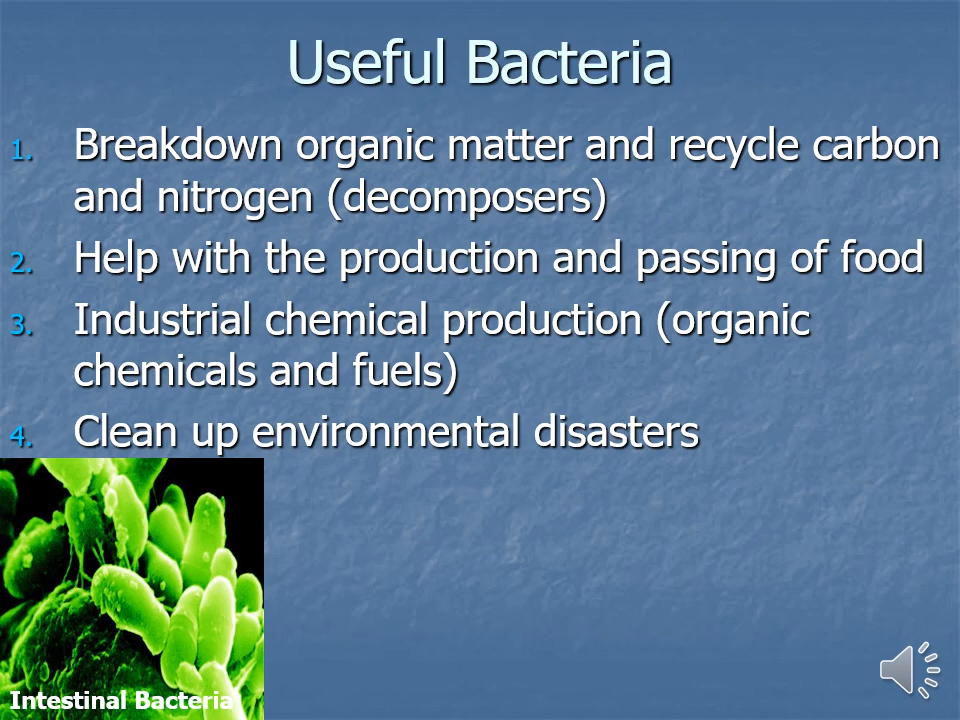 Useful Bacteria
1. Breakdown organic matter and recycle carbon
and nitrogen (decomposers)
2. Help with the production and passing of food
3. Industrial chemical production (organic
chemicals and fuels)
4. Clean up environmental disasters
Intestinal Bacteria